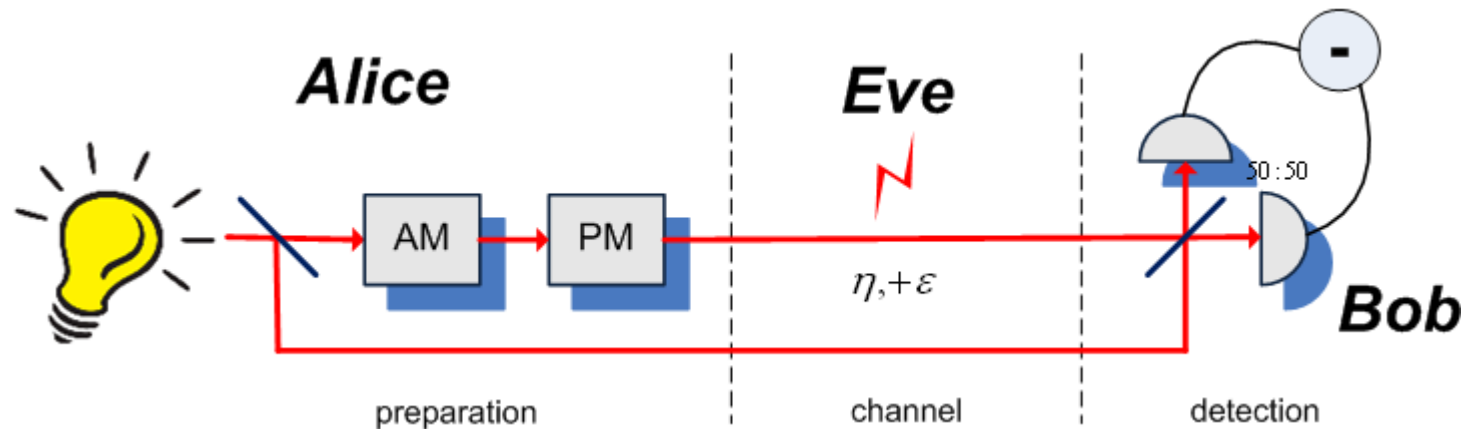 Alice
Eve
-
50:50
AM
PM
η,+ε
Bob
preparation
channel
detection